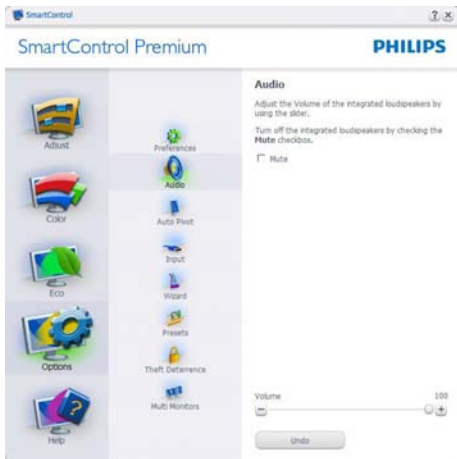 SmartControl
SmartControl Premium
PHILIPS
Adjust
Color
Eco
Options
Help
Preferences
Audio
Auto Pivot
Input
Wizard
Presets
Theft Deterrence
Multi Monitors
Audio
Adjust the Volume of the integrated loudspeakers by
using the slider.
Turn off the integrated loudspeakers by checking the
Mute checkbox.
Mute
Volume 100
Undo